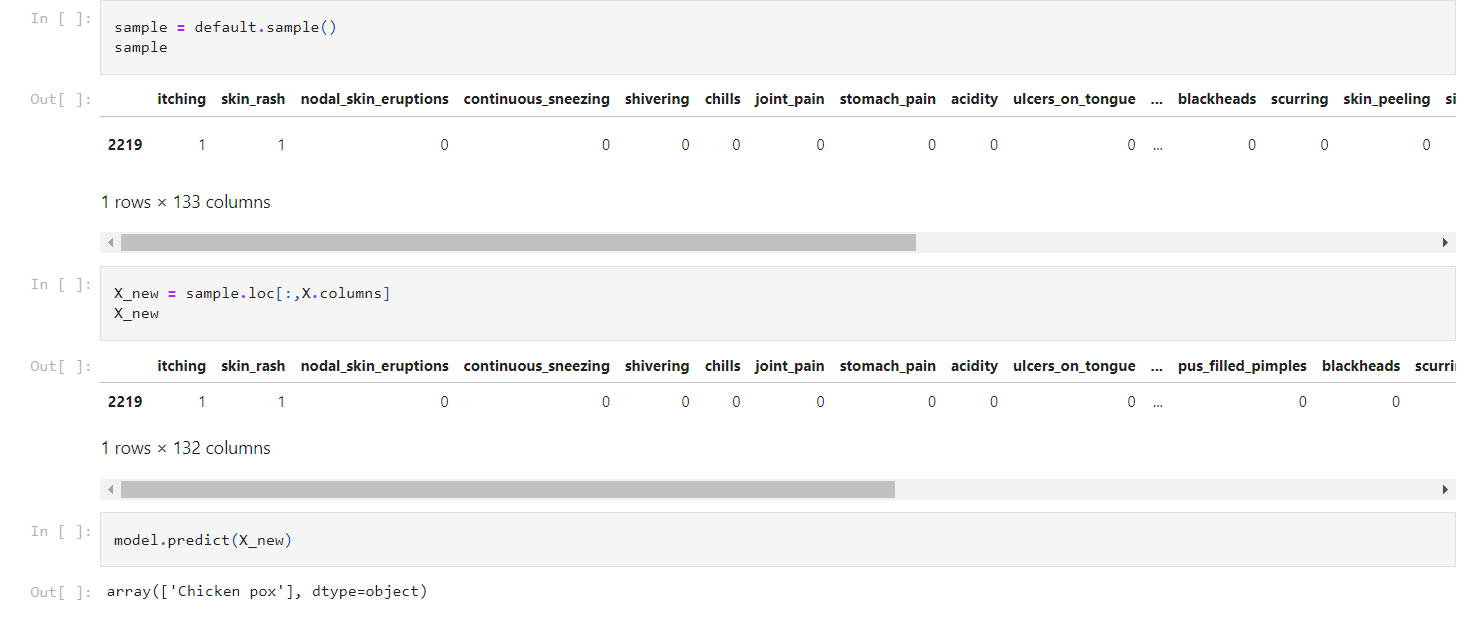 In [ ]:
sample = default.sample()
sample
Out[ ]:
itching skin_rash nodal_skin_eruptions continuous_sneezing shivering chills joint_pain stomach_pain acidity ulcers_on_tongue ... blackheads scurring skin_peeling si
2219 1 1 0 0 0 0 0 0 0 0 ... 0 0 0
1 rows × 133 columns
In [ ]:
X_new = sample.loc[:,X.columns]
X_new
Out[ ]:
itching skin_rash nodal_skin_eruptions continuous_sneezing shivering chills joint_pain stomach_pain acidity ulcers_on_tongue ... pus_filled_pimples blackheads scurri
2219 1 1 0 0 0 0 0 0 0 0 ... 0 0
1 rows × 132 columns
In [ ]:
model.predict(X_new)
Out[ ]:
array(['Chicken pox'], dtype=object)